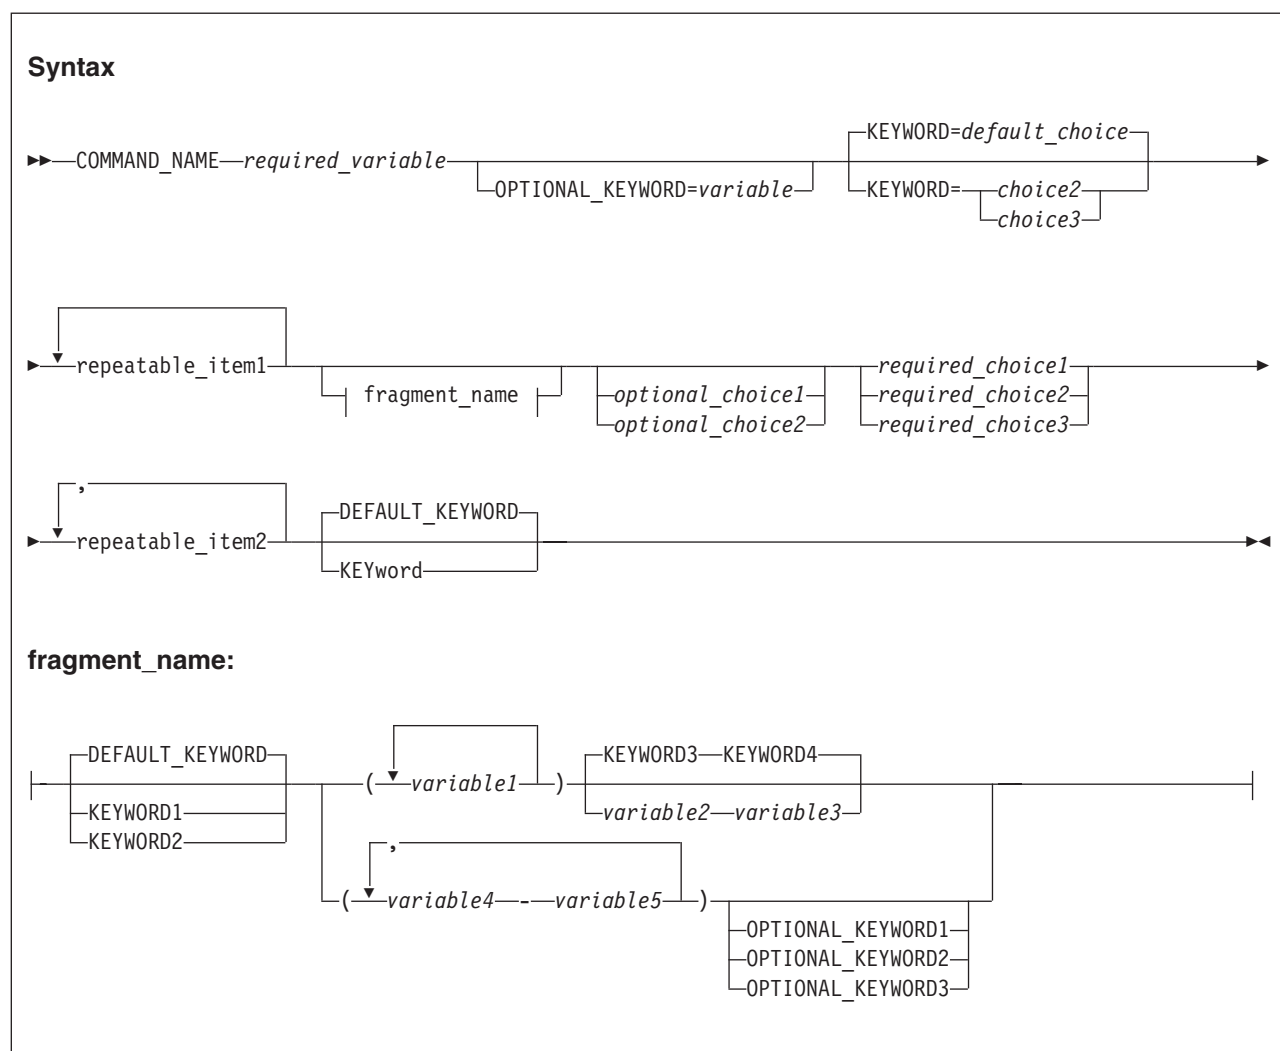 Syntax
KEYWORD=default_choice
COMMAND_NAME required_variable
OPTIONAL_KEYWORD=variable KEYWORD= choice2
choice3
repeatable_item1 required_choice1
fragment_name optional_choice1 required_choice2
optional_choice2 required_choice3
, DEFAULT_KEYWORD
repeatable_item2
KEYword
fragment_name:
DEFAULT_KEYWORD KEYWORD3 KEYWORD4
( variable1 )
KEYWORD1 variable2 variable3
KEYWORD2
,
( variable4 - variable5 )
OPTIONAL_KEYWORD1
OPTIONAL_KEYWORD2
OPTIONAL_KEYWORD3